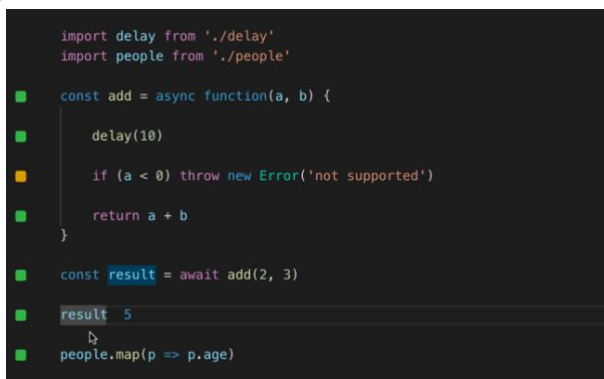 import delay from './delay'
import people from './people'
const add = async function(a, b) {
delay(10)
if (a < 0) throw new Error('not supported')
return a + b
}
const result = await add(2, 3)
result 5
people.map(p => p.age)